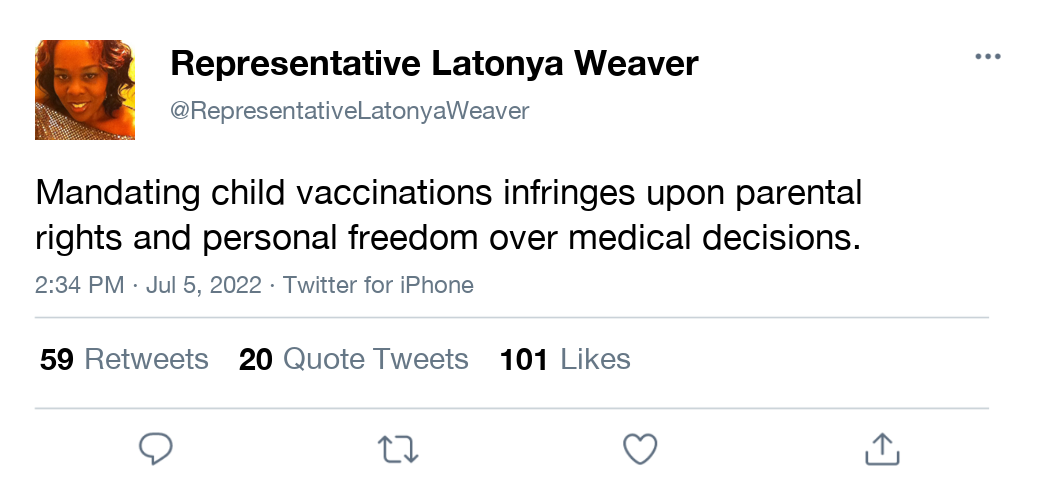 Representative Latonya Weaver
@RepresentativeLatonyaWeaver
Mandating child vaccinations infringes upon parental
rights and personal freedom over medical decisions.
2:34 PM · Jul 5, 2022 · Twitter for iPhone
59 Retweets 20 Quote Tweets 101 Likes